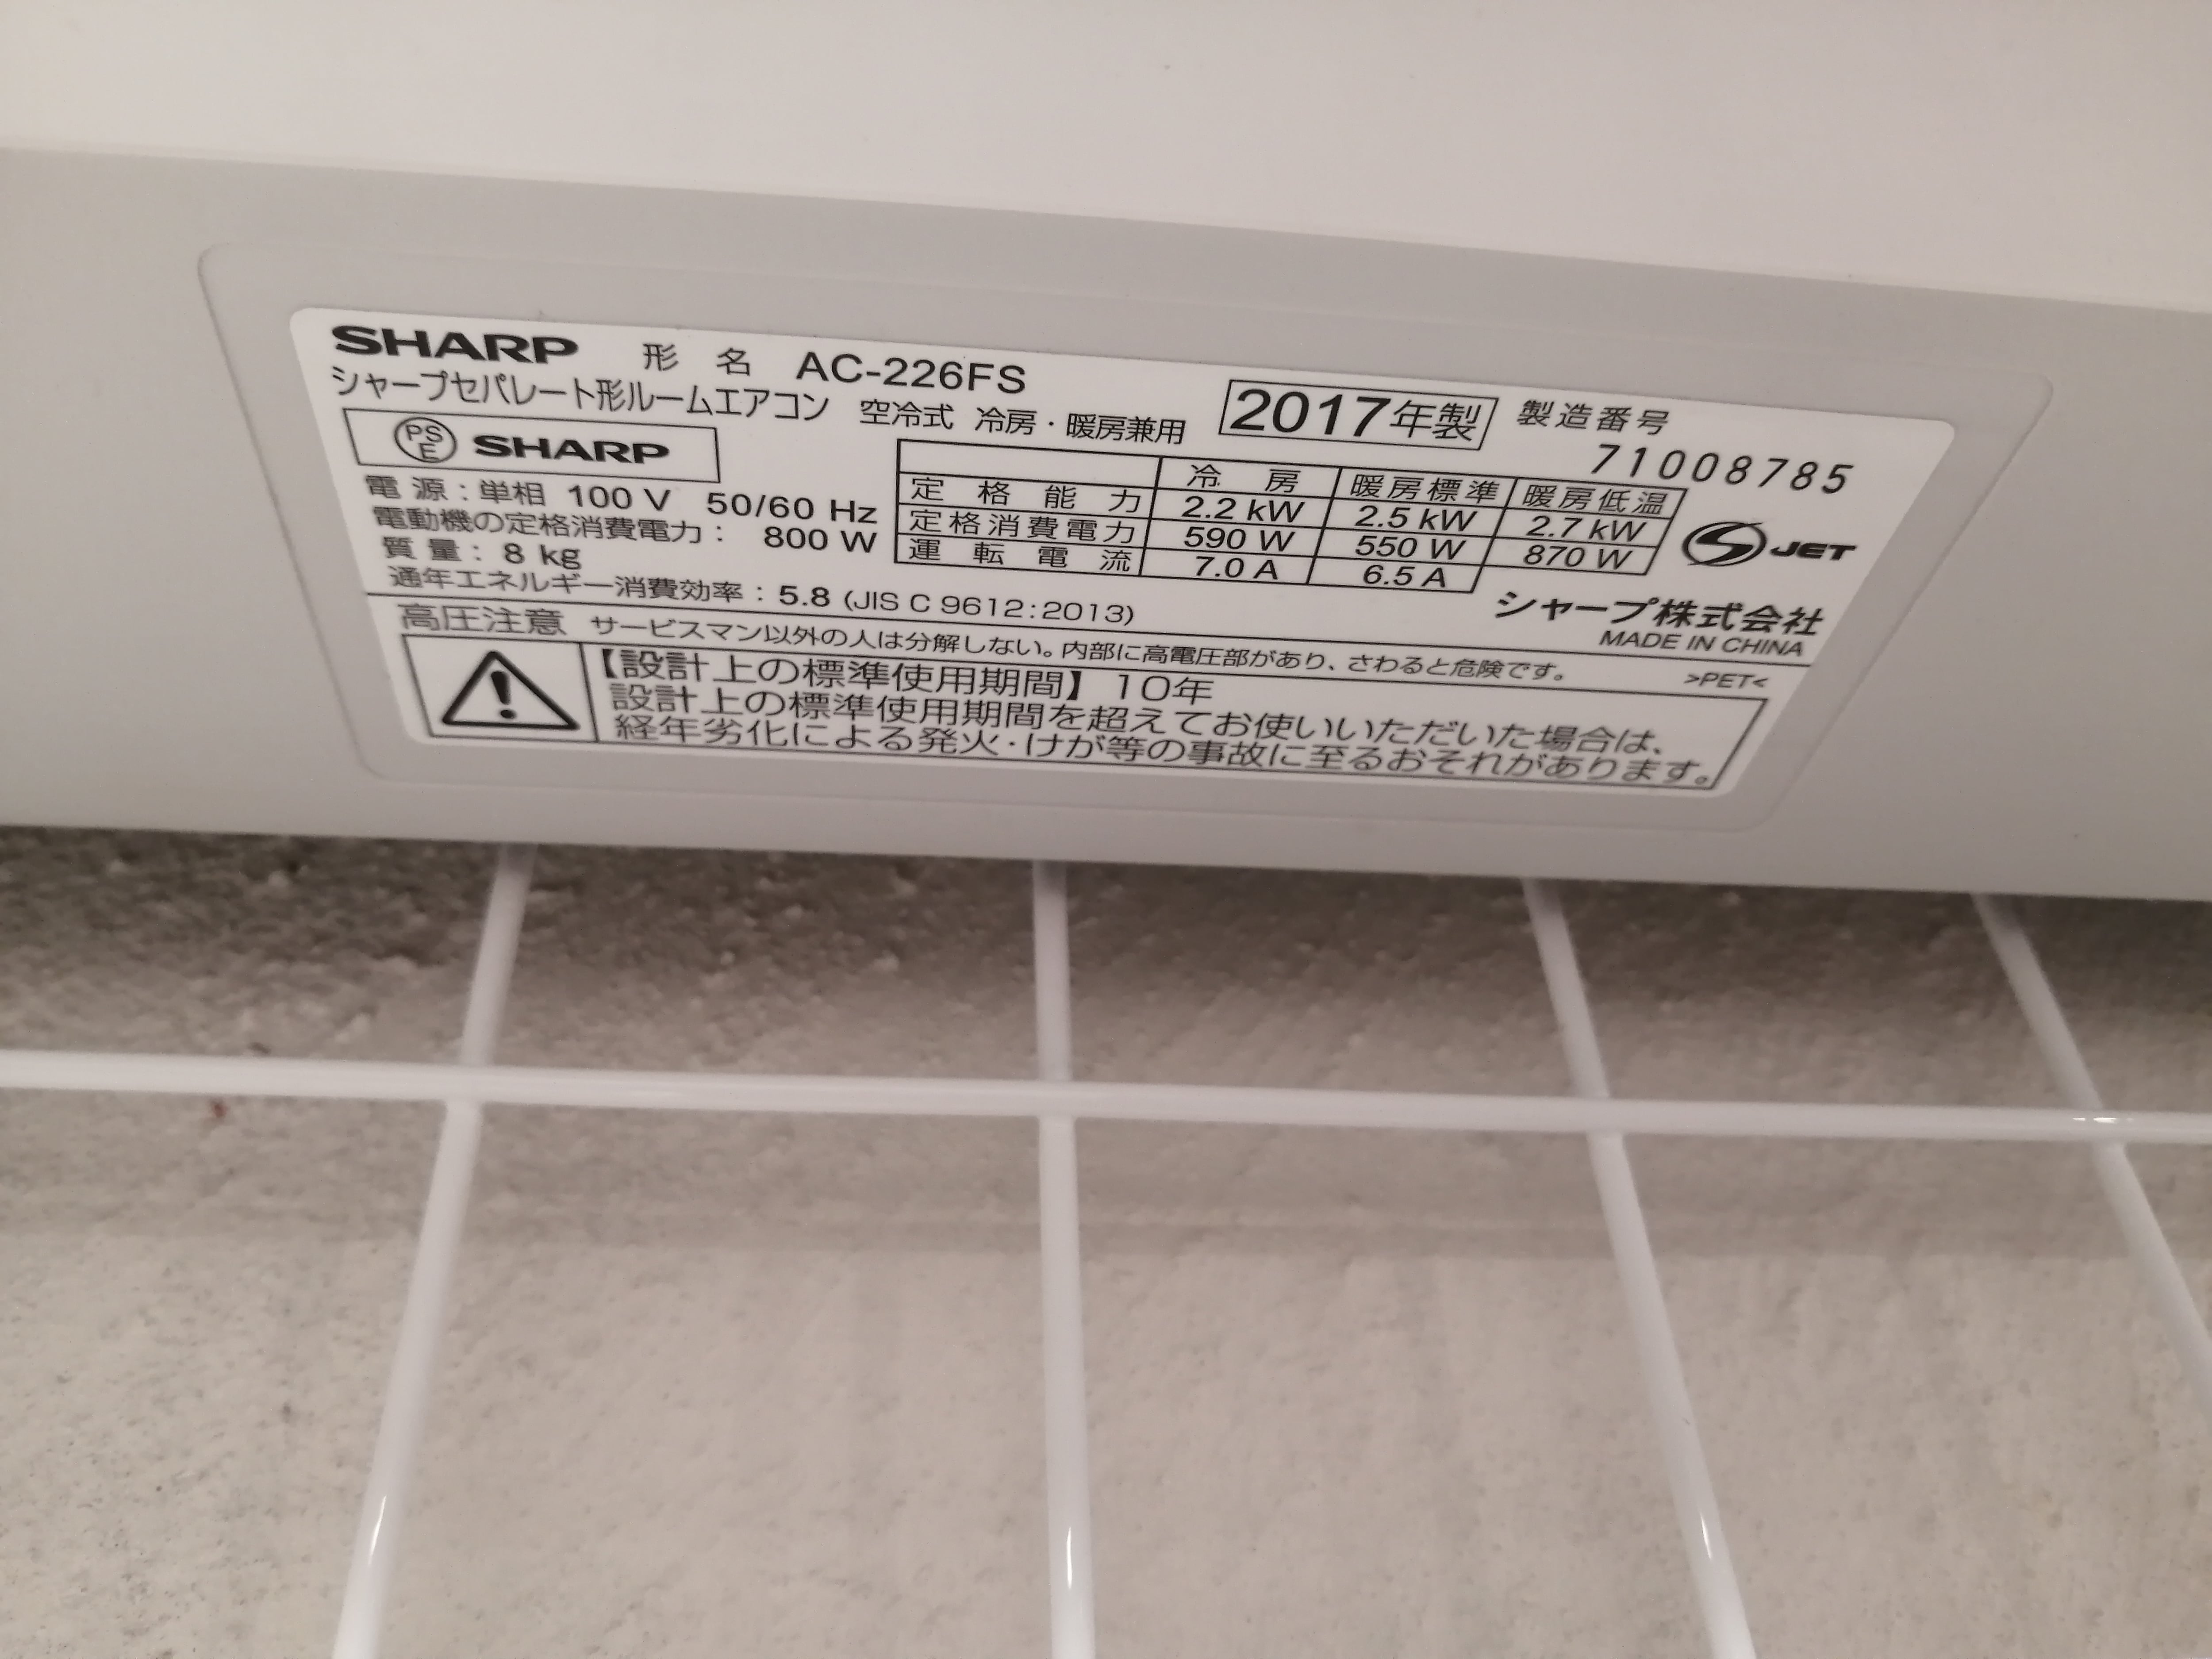 SHARP 形名 AC-226FS
シャープセパレート形ルームエアコン 空冷式 冷房・暖房兼用
2017年製 製造番号
71008785
PSE SHARP
電源:単相 100 V 50/60 Hz
電動機の定格消費電力: 800 W
質量: 8 kg
通年エネルギー消費効率:5.8 (JIS C 9612:2013)
冷房 暖房標準 暖房低温
定格能力 2.2 kW 2.5 kW 2.7 kW
定格消費電力 590 W 550 W 870 W
運転電流 7.0 A 6.5 A
JET
シャープ株式会社
MADE IN CHINA
高圧注意 サービスマン以外の人は分解しない。内部に高電圧部があり、さわると危険です。
>PET<
【設計上の標準使用期間】10年
設計上の標準使用期間を超えてお使いいただいた場合は、
経年劣化による発火・けが等の事故に至るおそれがあります。